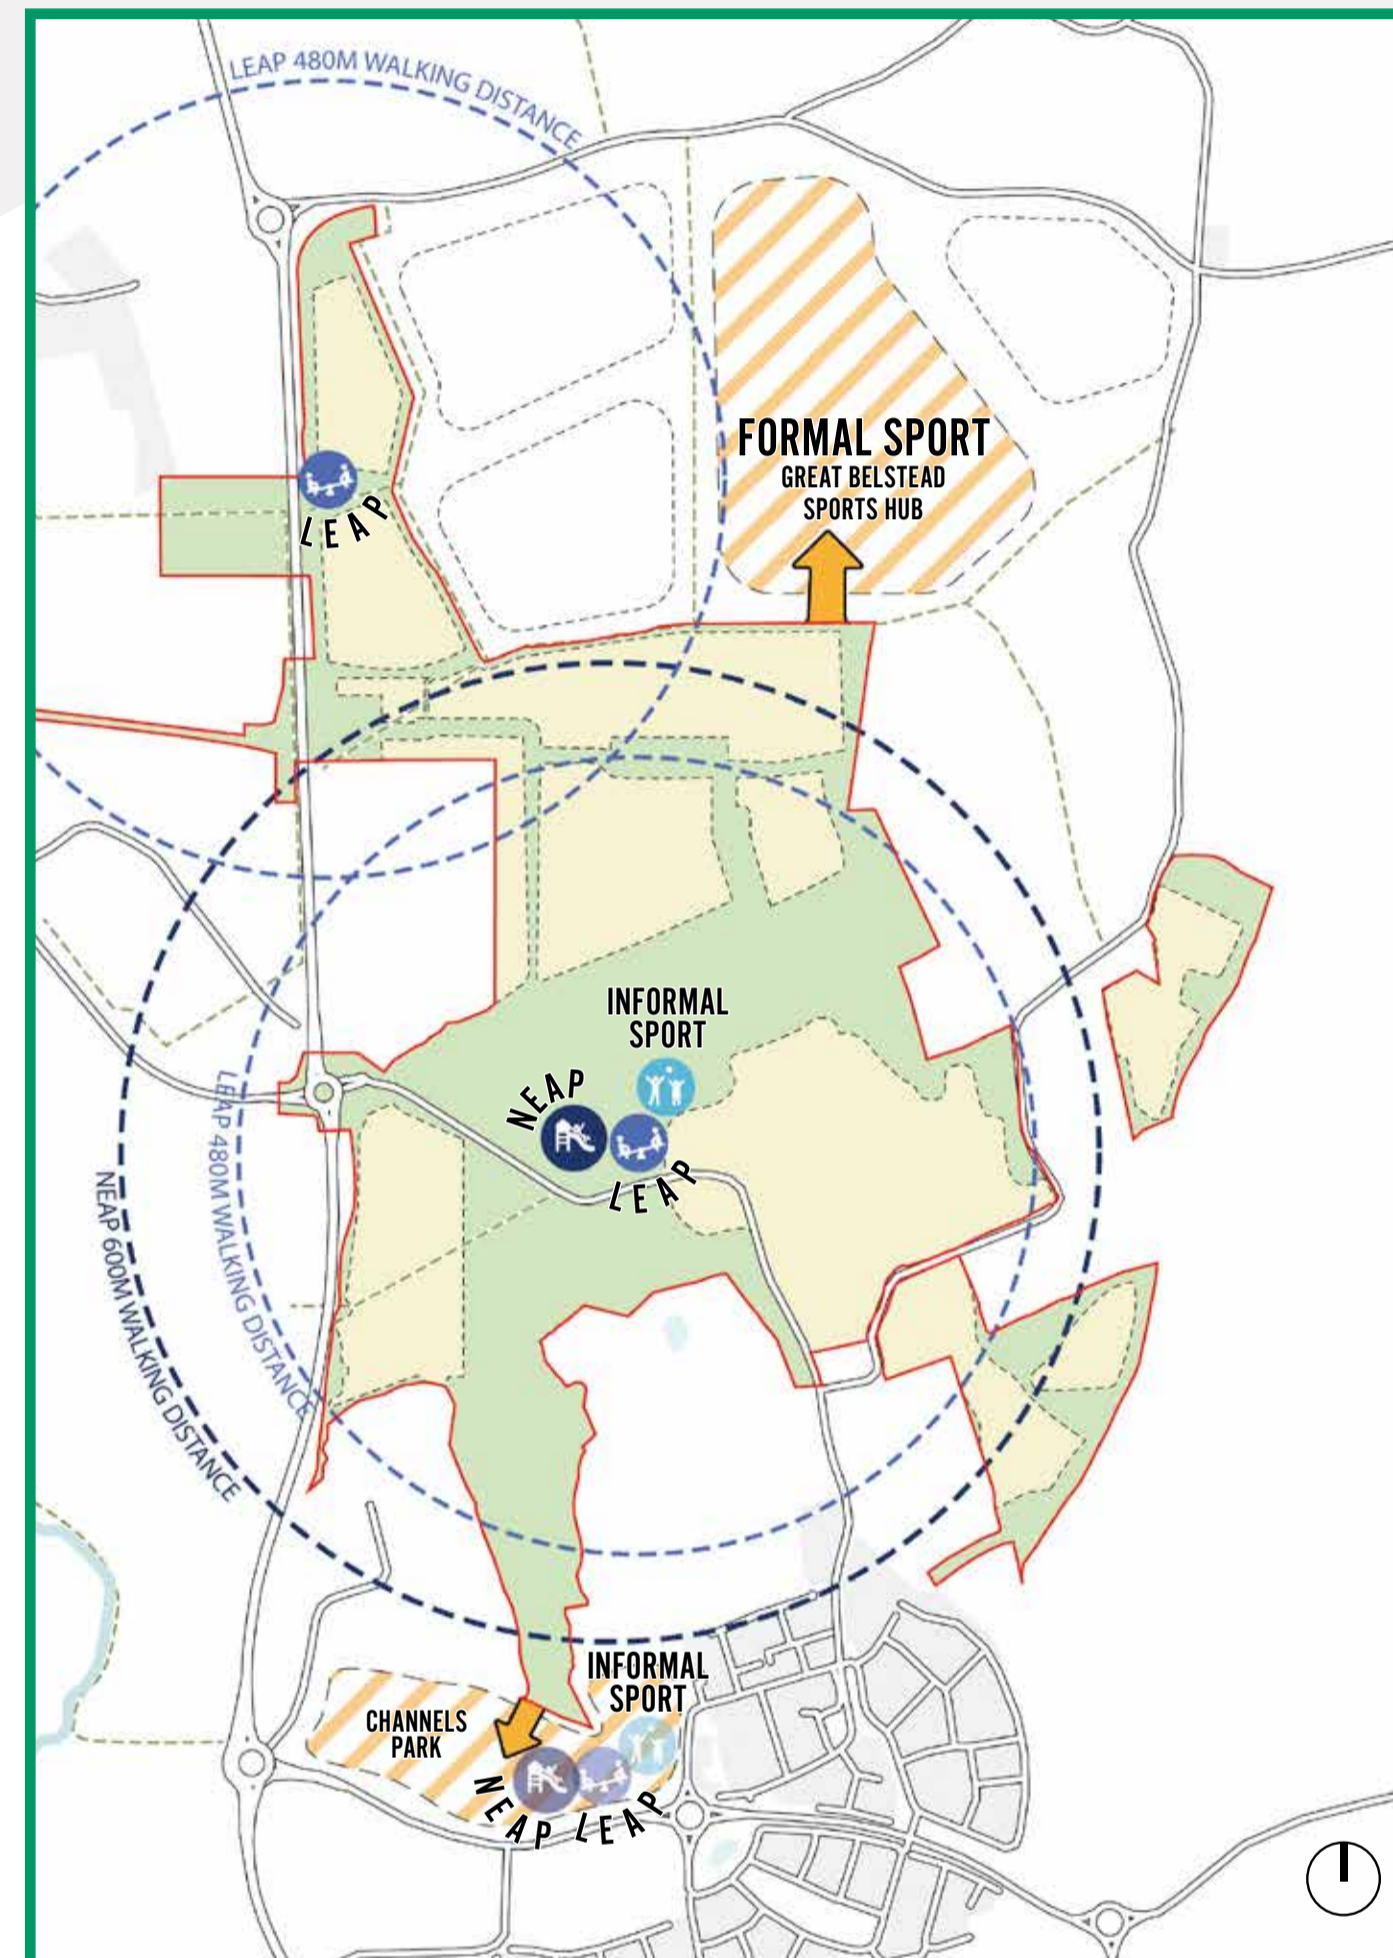 LEAP 480M WALKING DISTANCE
FORMAL SPORT
GREAT BELSTEAD
SPORTS HUB
LEAP
INFORMAL
SPORT
NEAP
LEAP
LEAP 480M WALKING DISTANCE
NEAP 600M WALKING DISTANCE
INFORMAL
SPORT
CHANNELS
PARK
NEAP LEAP